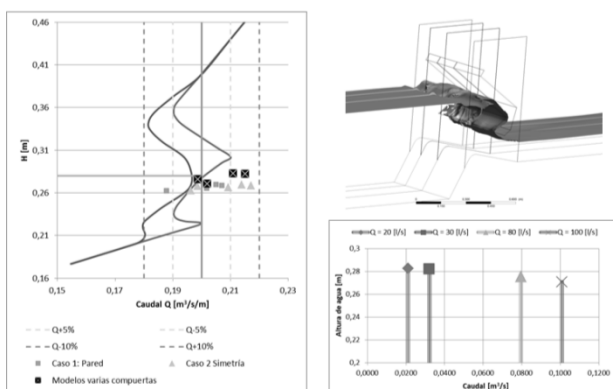 0,46
0,41
0,36
0,31
0,26
0,21
0,16
H [m]
0,15 0,17 0,19 0,21 0,23
Caudal Q [m³/s/m]
Q+5% Q-5%
Q-10% Q+10%
Caso 1: Pared Caso 2 Simetría
Modelos varias compuertas
Q = 20 [l/s] Q = 30 [l/s] Q = 80 [l/s] Q = 100 [l/s]
0,3
0,28
0,26
0,24
0,22
0,2
Altura de agua [m]
0,0000 0,0200 0,0400 0,0600 0,0800 0,1000 0,1200
Caudal [m³/s]